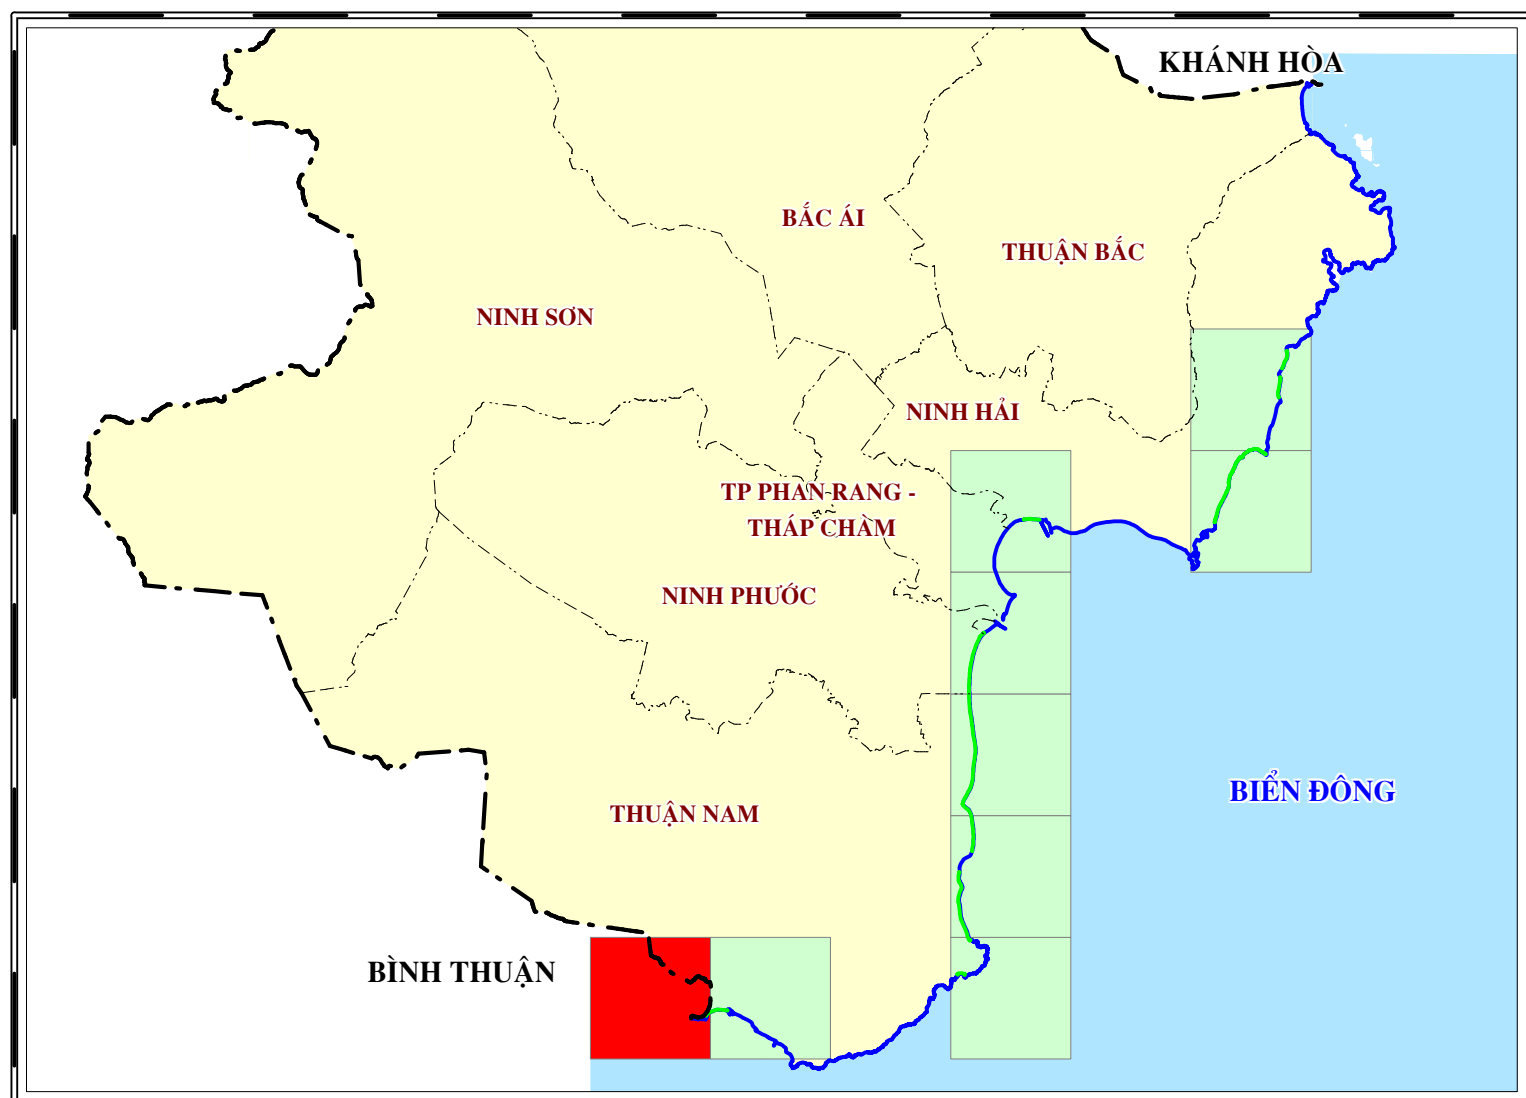 KHÁNH HÒA
BẮC ÁI
THUẬN BẮC
NINH SƠN
NINH HẢI
TP PHAN RANG -
THÁP CHÀM
NINH PHƯỚC
BIỂN ĐÔNG
THUẬN NAM
BÌNH THUẬN